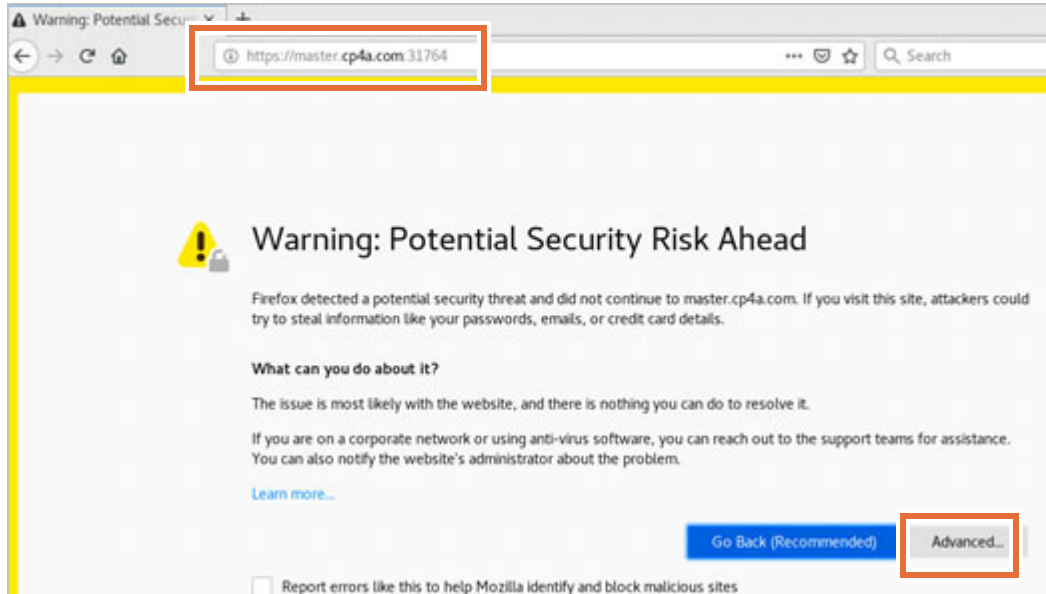 Warning: Potential Secu
https://master.cp4a.com:31764
Search
Warning: Potential Security Risk Ahead
Firefox detected a potential security threat and did not continue to master.cp4a.com. If you visit this site, attackers could
try to steal information like your passwords, emails, or credit card details.
What can you do about it?
The issue is most likely with the website, and there is nothing you can do to resolve it.
If you are on a corporate network or using anti-virus software, you can reach out to the support teams for assistance.
You can also notify the website's administrator about the problem.
Learn more...
Go Back (Recommended)
Advanced...
Report errors like this to help Mozilla identify and block malicious sites